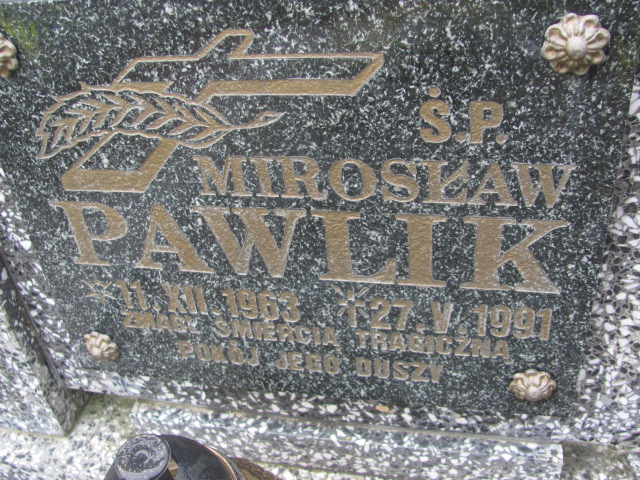 Ś.P.
MIROSŁAW
PAWLIK
* 11.XII.1963 * 27.V.1991
ZMARŁ ŚMIERCIĄ TRAGICZNĄ
POKÓJ JEGO DUSZY